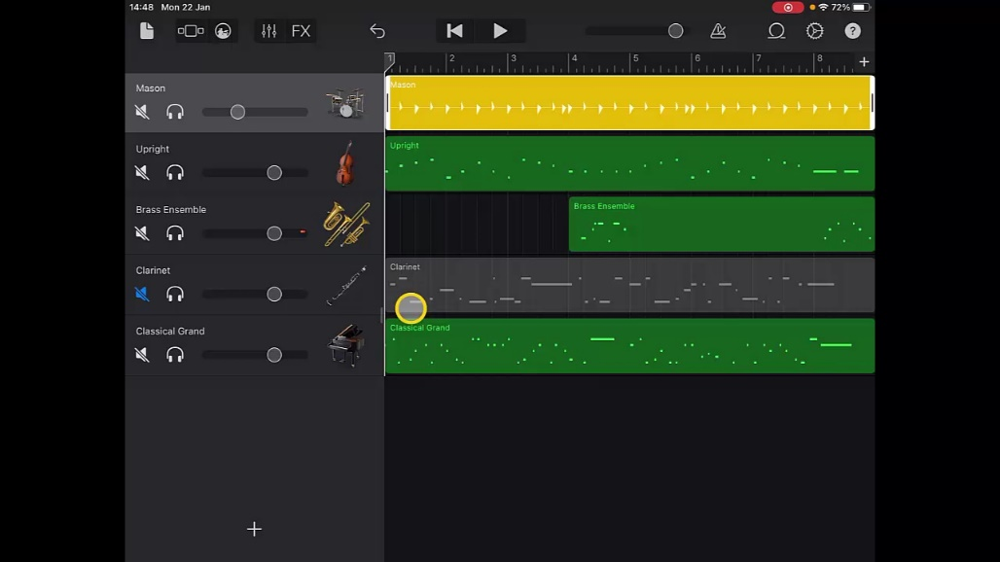 14:48 Mon 22 Jan 72%
FX ?
1 2 3 4 5 6 7 8 +
Mason Mason
Upright Upright
Brass Ensemble Brass Ensemble
Clarinet Clarinet
Classical Grand Classical Grand
+